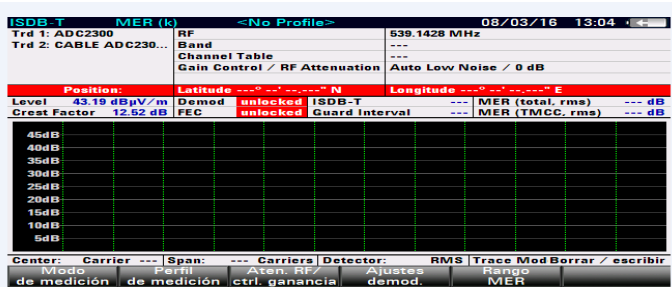 ISDB-T MER (k) <No Profile> 08/03/16 13:04
Trd 1: ADC2300 RF 539.1428 MHz
Trd 2: CABLE ADC230... Band ---
Channel Table ---
Gain Control / RF Attenuation Auto Low Noise / 0 dB
Position: Latitude ---° --' --.---" N Longitude ---° --' --.---" E
Level 43.19 dBµV/m Demod unlocked ISDB-T --- MER (total, rms) --- dB
Crest Factor 12.52 dB FEC unlocked Guard Interval --- MER (TMCC, rms) --- dB
45dB
40dB
35dB
30dB
25dB
20dB
15dB
10dB
5dB
Center: Carrier --- Span: --- Carriers Detector: RMS Trace Mod Borrar / escribir
Modo Perfil Aten. RF/ Ajustes Rango
de medición de medición ctrl. ganancia demod. MER